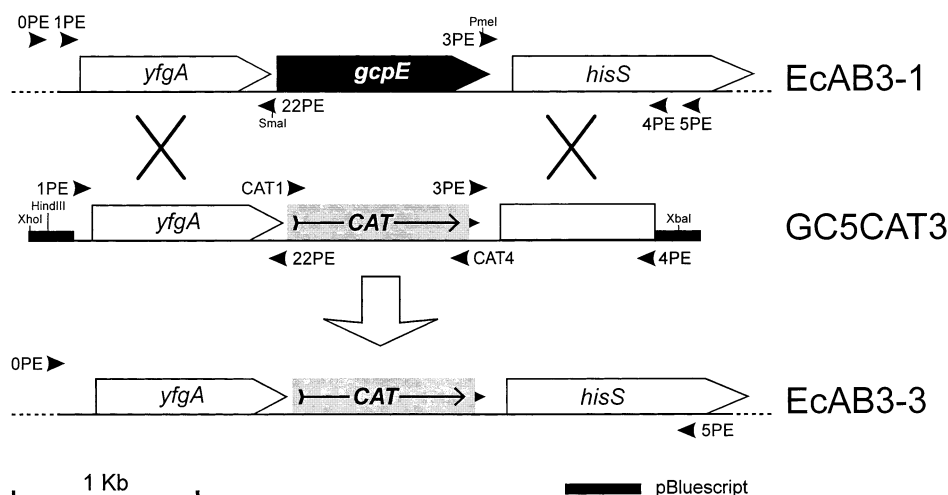 0PE 1PE
PmeI
3PE
yfgA gcpE hisS EcAB3-1
22PE
SmaI
4PE 5PE
1PE CAT1 3PE
HindIII
XhoI XbaI
yfgA CAT GC5CAT3
22PE CAT4 4PE
0PE
yfgA CAT hisS EcAB3-3
5PE
1 Kb
pBluescript